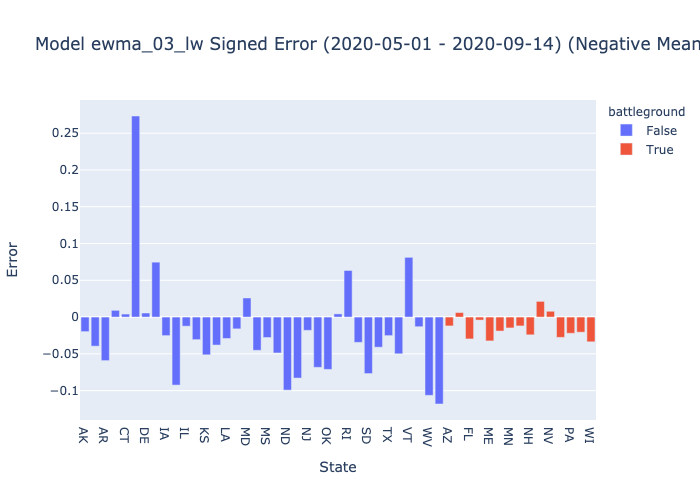 Model ewma_03_lw Signed Error (2020-05-01 - 2020-09-14) (Negative Mean
battleground
False
True
0.25
0.2
0.15
0.1
0.05
0
−0.05
−0.1
Error
AK AR CT DE IA IL KS LA MD MS ND NJ OK RI SD TX VT WV AZ FL ME MN NH NV PA WI
State